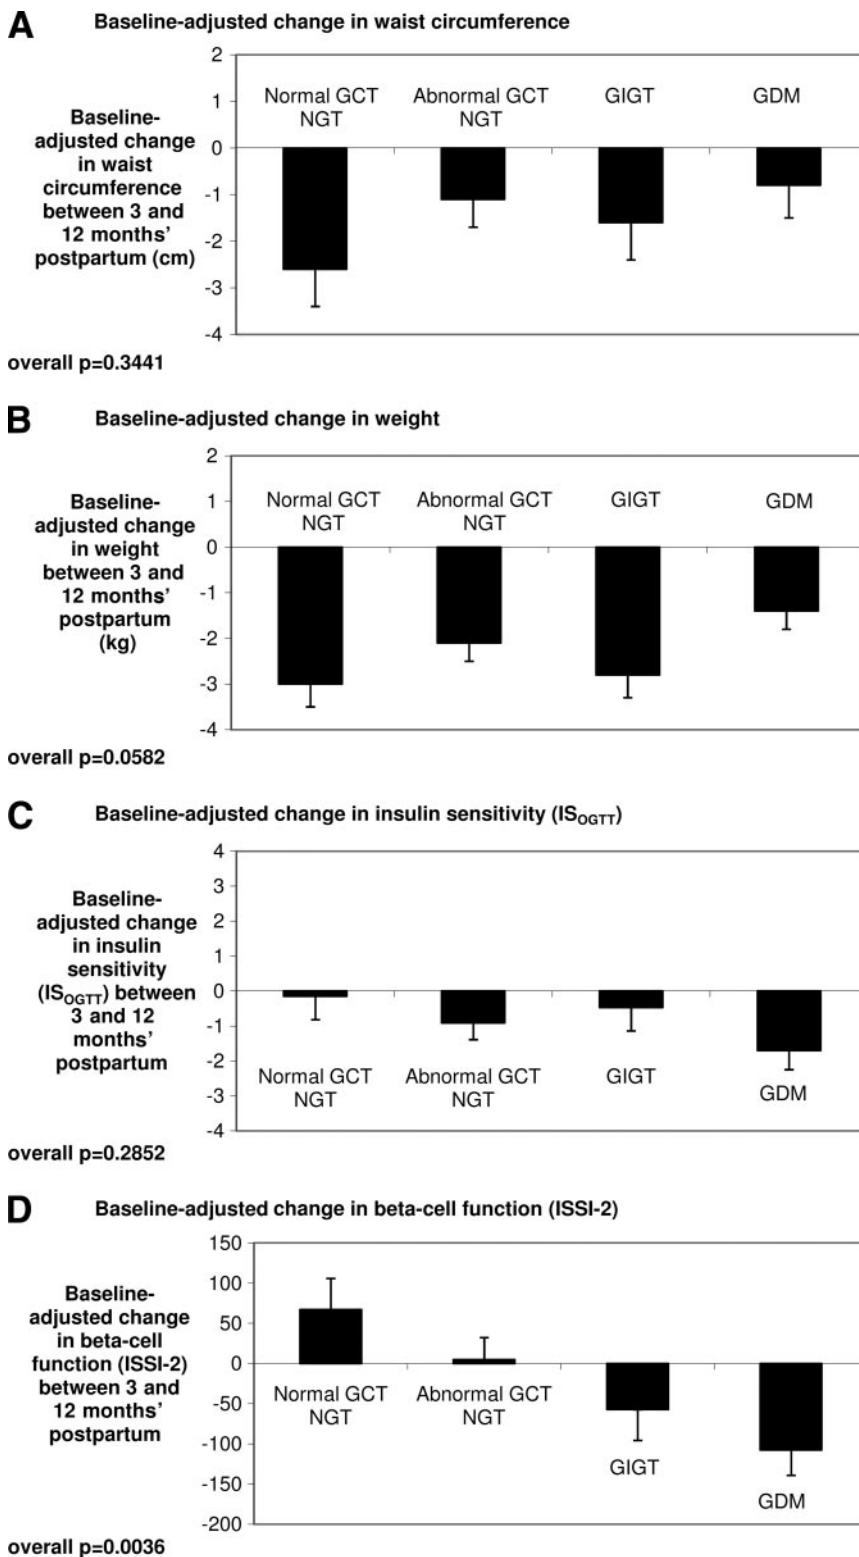 A
Baseline-adjusted change in waist circumference
Baseline-
adjusted change
in waist
circumference
between 3 and
12 months’
postpartum (cm)
2
1
0
-1
-2
-3
-4
Normal GCT
NGT
Abnormal GCT
NGT
GIGT
GDM
overall p=0.3441
B
Baseline-adjusted change in weight
Baseline-
adjusted change
in weight
between 3 and
12 months’
postpartum
(kg)
2
1
0
-1
-2
-3
-4
Normal GCT
NGT
Abnormal GCT
NGT
GIGT
GDM
overall p=0.0582
C
Baseline-adjusted change in insulin sensitivity (ISOGTT)
Baseline-
adjusted change
in insulin
sensitivity
(ISOGTT) between
3 and 12
months’
postpartum
4
3
2
1
0
-1
-2
-3
-4
Normal GCT
NGT
Abnormal GCT
NGT
GIGT
GDM
overall p=0.2852
D
Baseline-adjusted change in beta-cell function (ISSI-2)
Baseline-
adjusted change
in beta-cell
function (ISSI-2)
between 3 and
12 months’
postpartum
150
100
50
0
-50
-100
-150
-200
Normal GCT
NGT
Abnormal GCT
NGT
GIGT
GDM
overall p=0.0036